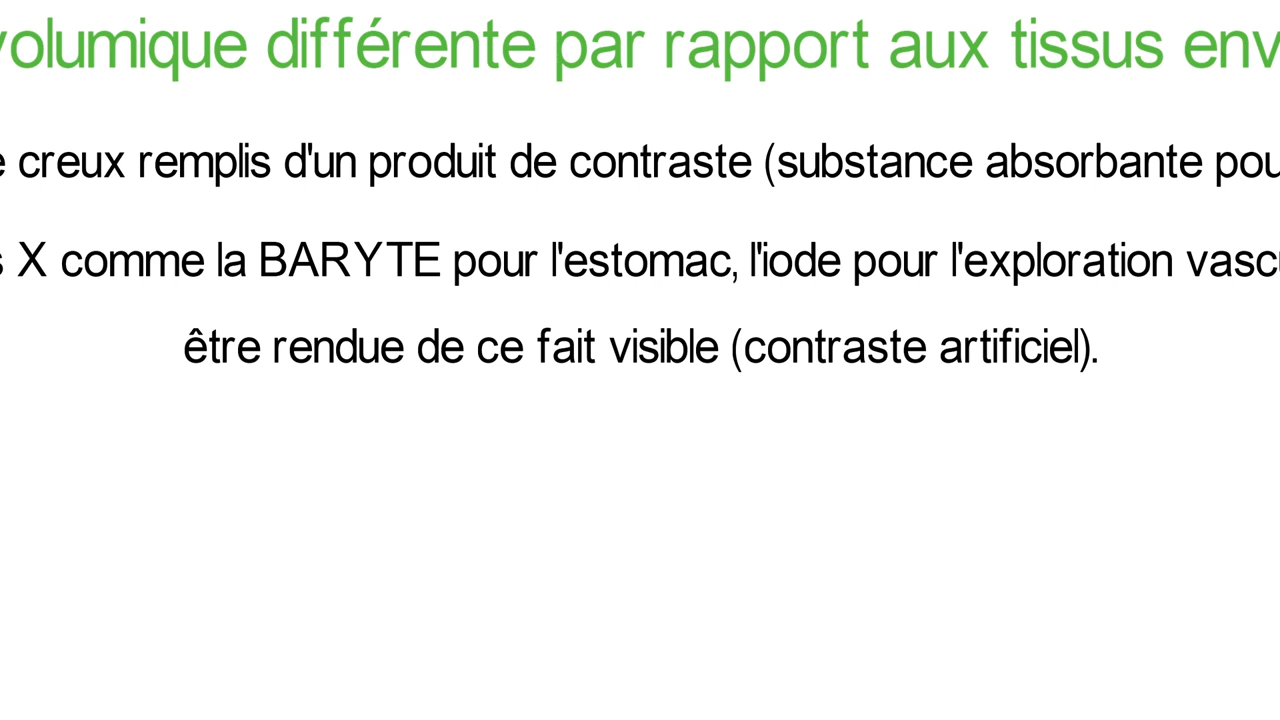 volumique différente par rapport aux tissus env
creux remplis d'un produit de contraste (substance absorbante pou
s X comme la BARYTE pour l'estomac, l'iode pour l'exploration vascu
être rendue de ce fait visible (contraste artificiel).